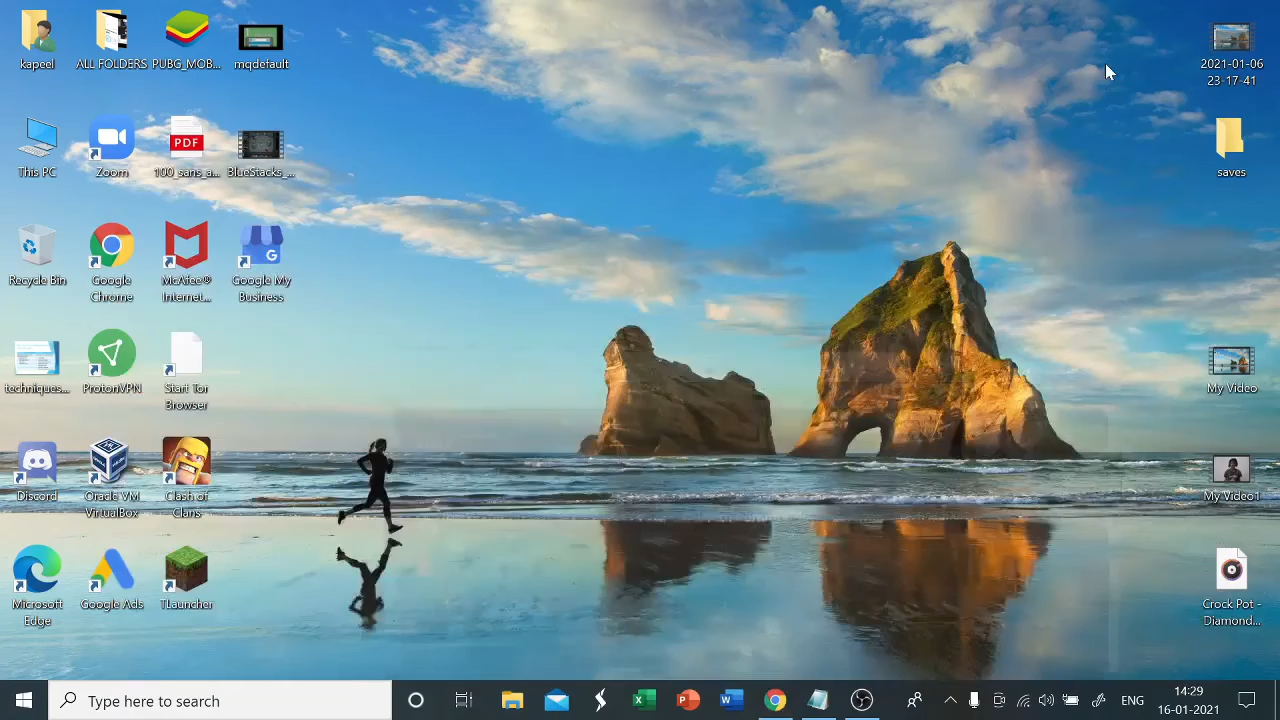 kapeel
ALL FOLDERS
PUBG_MOB...
mqdefault
2021-01-06
23-17-41
This PC
Zoom
PDF
100_sans_a...
BlueStacks_...
saves
Recycle Bin
Google
Chrome
McAfee®
Internet...
Google My
Business
techniques...
ProtonVPN
Start Tor
Browser
My Video
Discord
Oracle VM
VirtualBox
Clash of
Clans
My Video1
Microsoft
Edge
Google Ads
TLauncher
Crock Pot -
Diamond...
Type here to search
ENG
14:29
16-01-2021